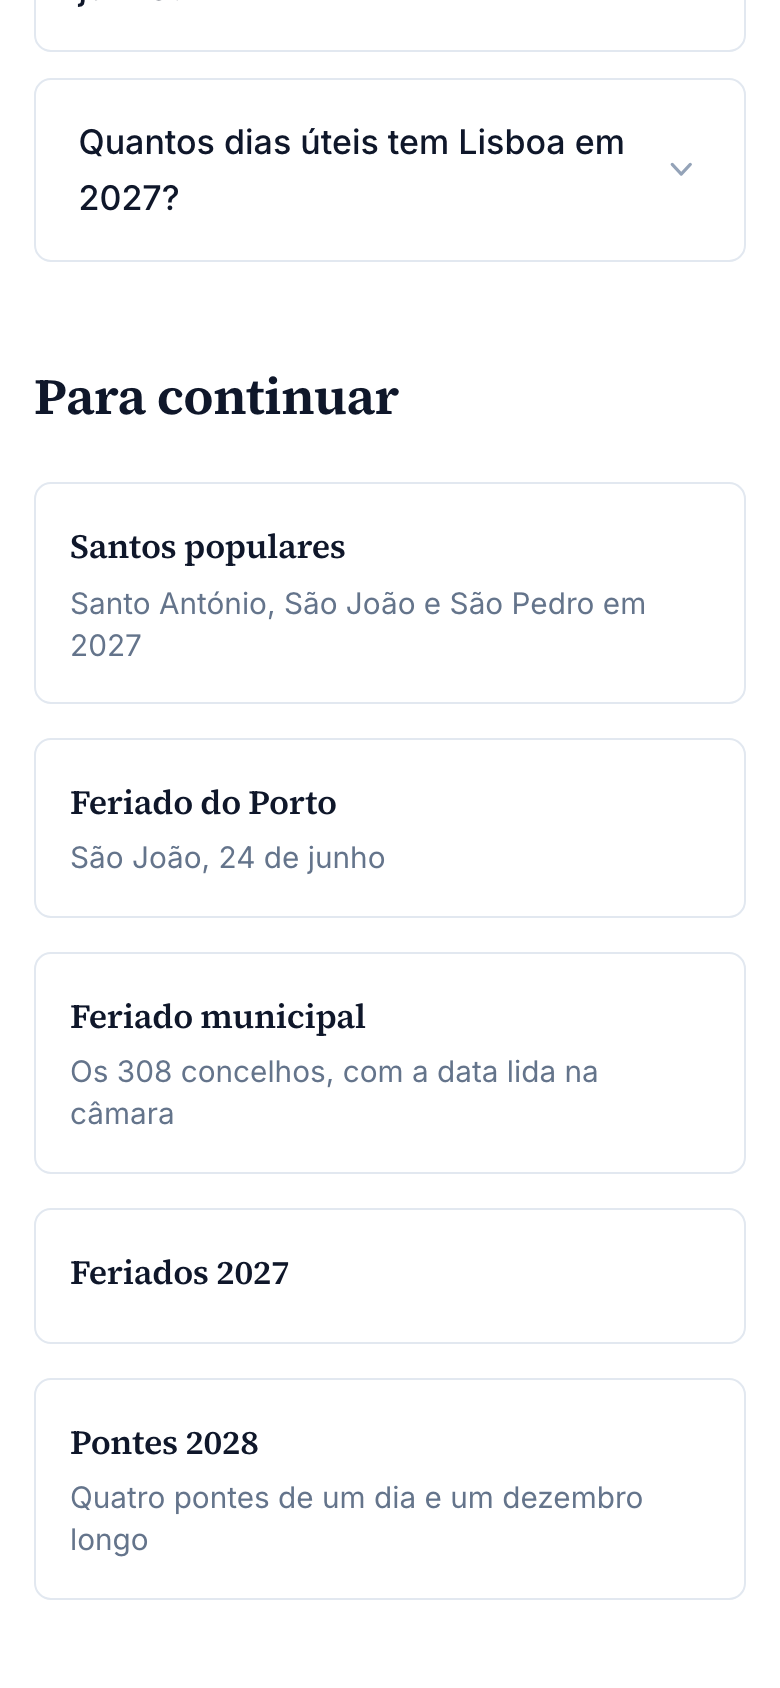 Quantos dias úteis tem Lisboa em
2027?
Para continuar
Santos populares
Santo António, São João e São Pedro em
2027
Feriado do Porto
São João, 24 de junho
Feriado municipal
Os 308 concelhos, com a data lida na
câmara
Feriados 2027
Pontes 2028
Quatro pontes de um dia e um dezembro
longo